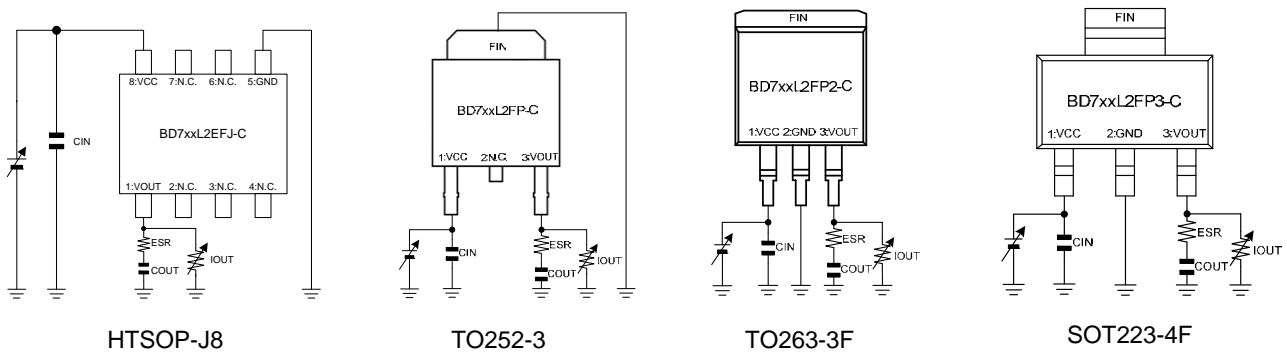 8:VCC 7:N.C. 6:N.C. 5:GND
BD7xxL2EFJ-C
CIN
1:VOUT 2:N.C. 3:N.C. 4:N.C.
ESR
COUT
IOUT
HTSOP-J8
FIN
BD7xxL2FP-C
1:VCC 2:N.C. 3:VOUT
CIN
ESR
COUT
IOUT
TO252-3
FIN
BD7xxL2FP2-C
1:VCC 2:GND 3:VOUT
CIN
ESR
COUT
IOUT
TO263-3F
FIN
BD7xxL2FP3-C
1:VCC 2:GND 3:VOUT
CIN
ESR
COUT
IOUT
SOT223-4F